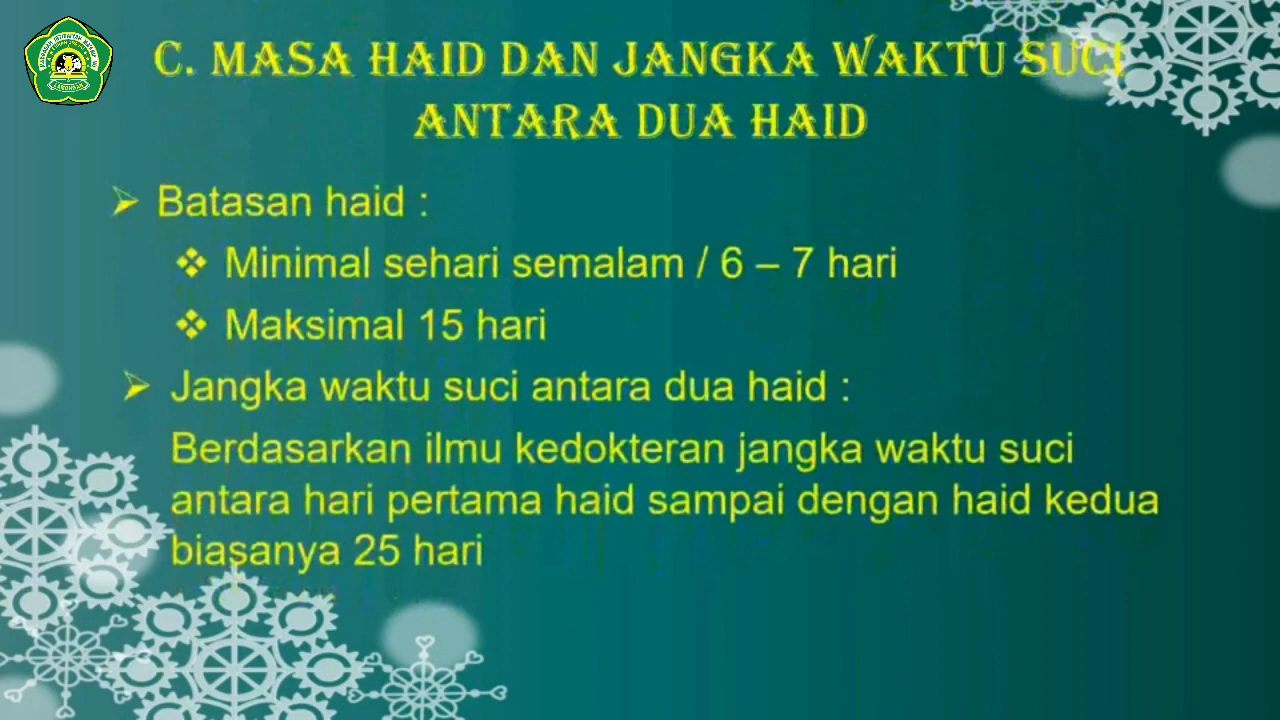 C. MASA HAID DAN JANGKA WAKTU SUCI
ANTARA DUA HAID
Batasan haid :
Minimal sehari semalam / 6 – 7 hari
Maksimal 15 hari
Jangka waktu suci antara dua haid :
Berdasarkan ilmu kedokteran jangka waktu suci
antara hari pertama haid sampai dengan haid kedua
biasanya 25 hari